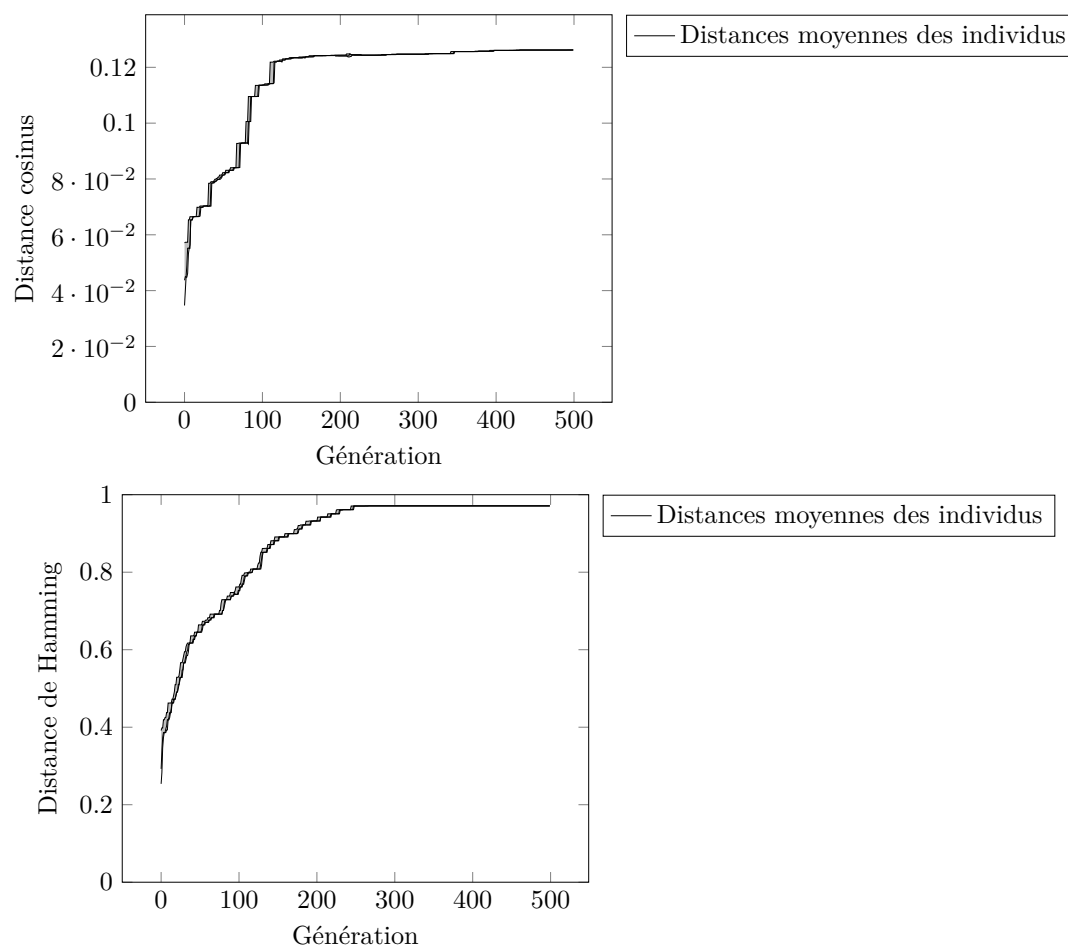 Distances moyennes des individus
0.12
0.1
8 · 10⁻²
6 · 10⁻²
4 · 10⁻²
2 · 10⁻²
0
Distance cosinus
0 100 200 300 400 500
Génération
Distances moyennes des individus
1
0.8
0.6
0.4
0.2
0
Distance de Hamming
0 100 200 300 400 500
Génération